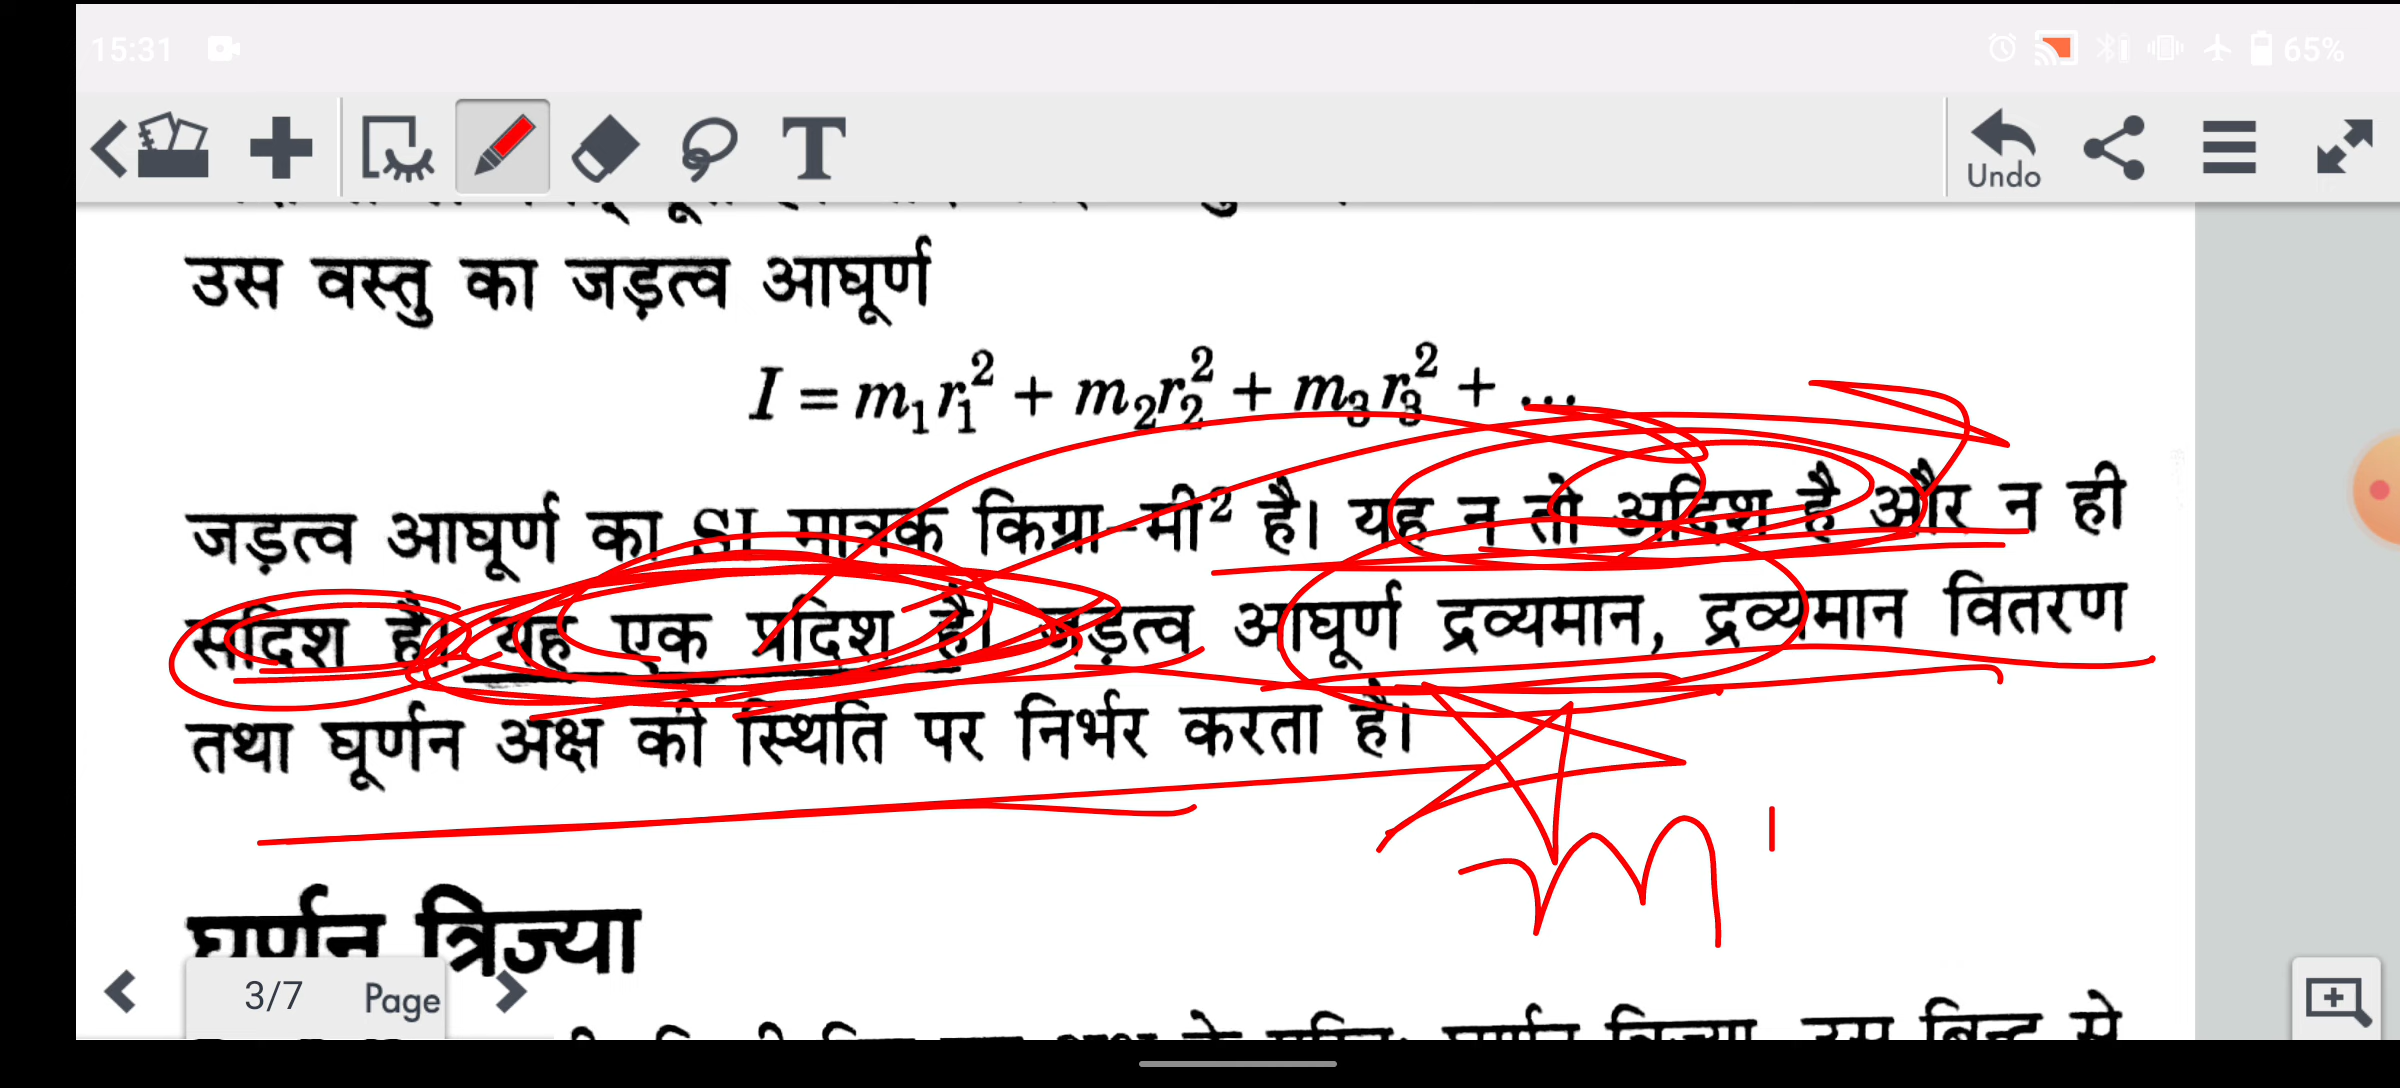 15:31 65%
Undo
उस वस्तु का जड़त्व आघूर्ण
I = m₁r₁² + m₂r₂² + m₃r₃² + ...
जड़त्व आघूर्ण का SI मात्रक किग्रा-मी² है। यह न तो अदिश है और न ही
सदिश है। यह एक प्रदिश है। जड़त्व आघूर्ण द्रव्यमान, द्रव्यमान वितरण
तथा घूर्णन अक्ष की स्थिति पर निर्भर करता है।
m
घूर्णन त्रिज्या
3/7 Page